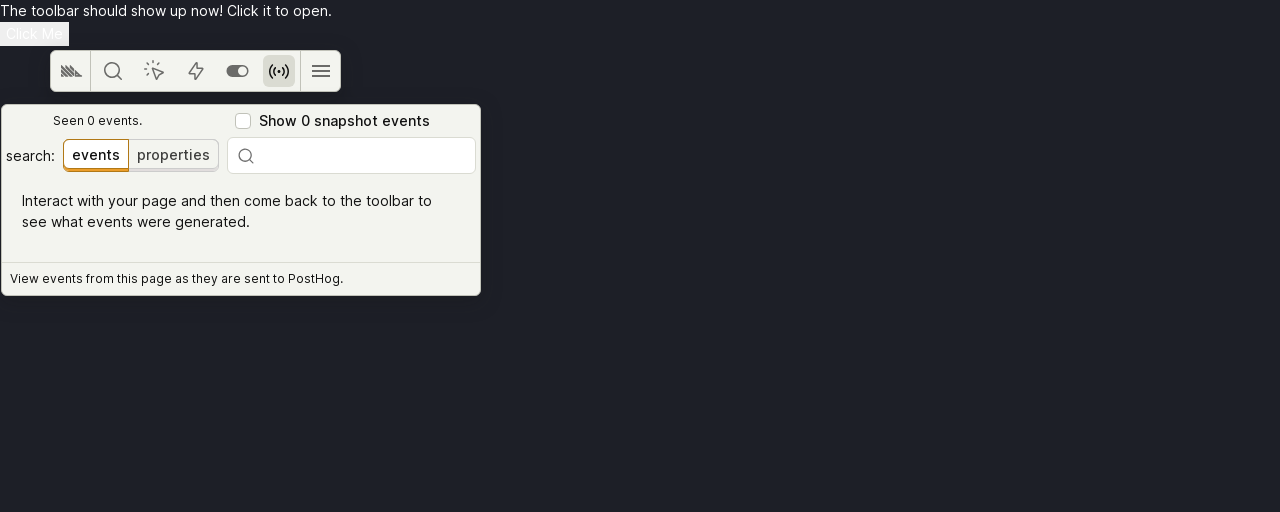 The toolbar should show up now! Click it to open.
Click Me
Seen 0 events.
Show 0 snapshot events
search:
events
properties
Interact with your page and then come back to the toolbar to
see what events were generated.
View events from this page as they are sent to PostHog.